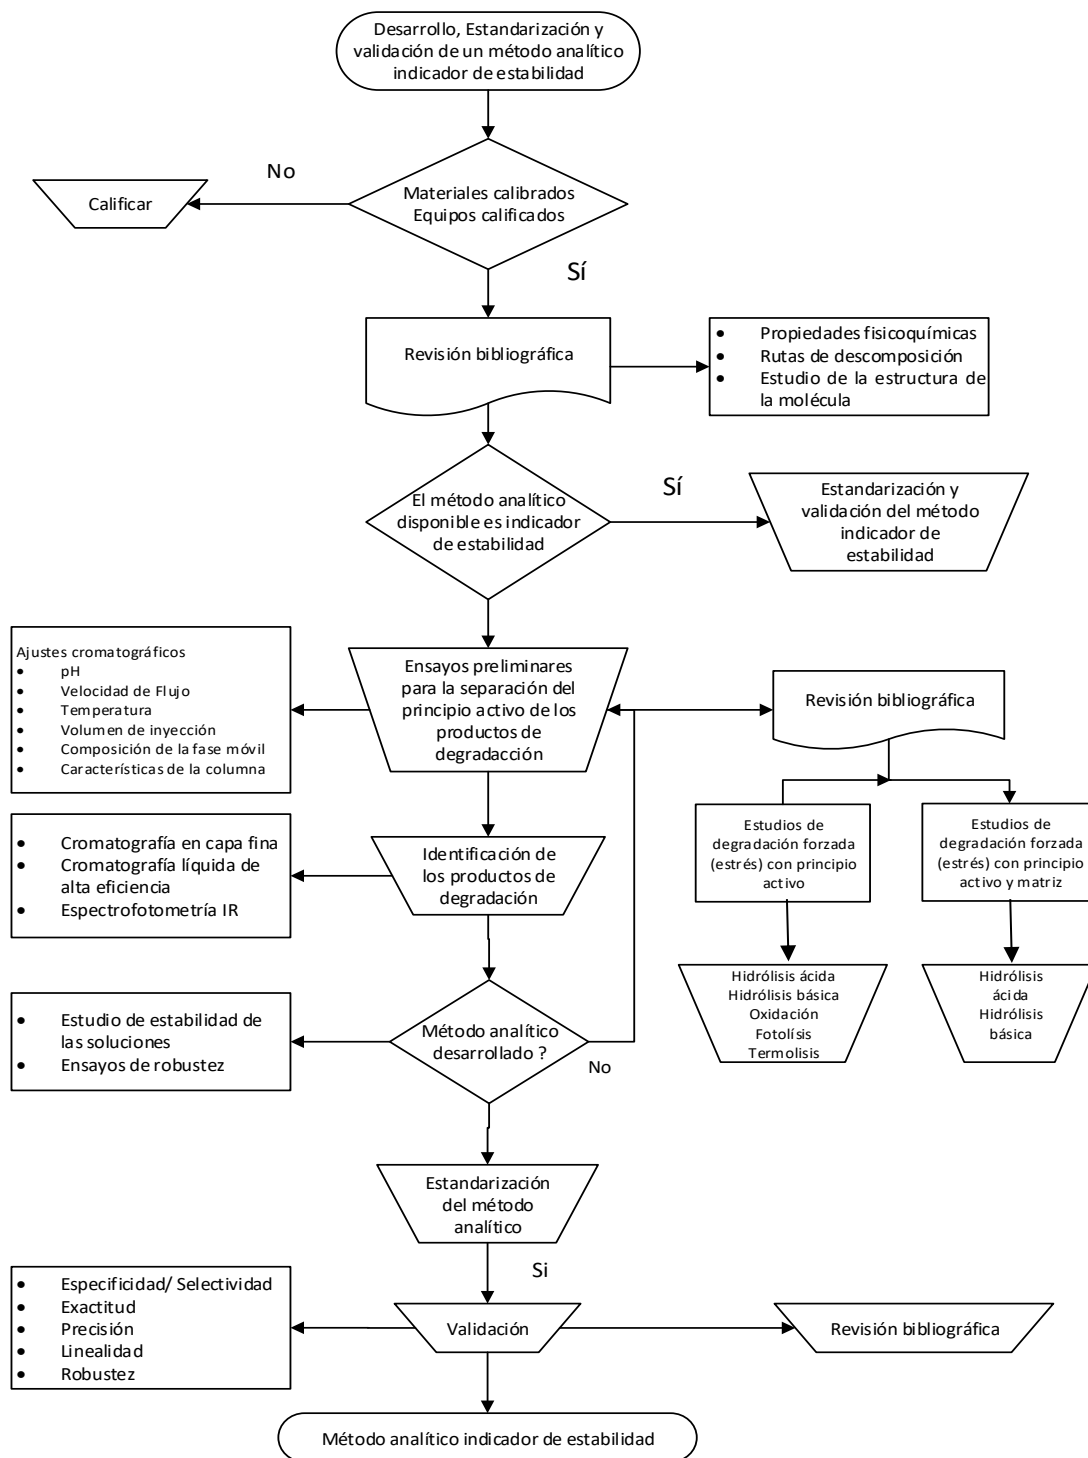 Desarrollo, Estandarización y
validación de un método analítico
indicador de estabilidad
No
Materiales calibrados
Equipos calificados
Calificar
Sí
Revisión bibliográfica
• Propiedades fisicoquímicas
• Rutas de descomposición
• Estudio de la estructura de
la molécula
El método analítico
disponible es indicador
de estabilidad
Sí
Estandarización y
validación del método
indicador de
estabilidad
Ajustes cromatográficos
• pH
• Velocidad de Flujo
• Temperatura
• Volumen de inyección
• Composición de la fase móvil
• Características de la columna
Ensayos preliminares
para la separación del
principio activo de los
productos de
degradacción
Revisión bibliográfica
Estudios de
degradación forzada
(estrés) con principio
activo
Estudios de
degradación forzada
(estrés) con principio
activo y matriz
• Cromatografía en capa fina
• Cromatografía líquida de
alta eficiencia
• Espectrofotometría IR
Identificación de
los productos de
degradación
Hidrólisis ácida
Hidrólisis básica
Oxidación
Fotolísis
Termolisis
Hidrólisis
ácida
Hidrólisis
básica
• Estudio de estabilidad de
las soluciones
• Ensayos de robustez
Método analítico
desarrollado ?
No
Estandarización
del método
analítico
Si
• Especificidad/ Selectividad
• Exactitud
• Precisión
• Linealidad
• Robustez
Validación
Revisión bibliográfica
Método analítico indicador de estabilidad